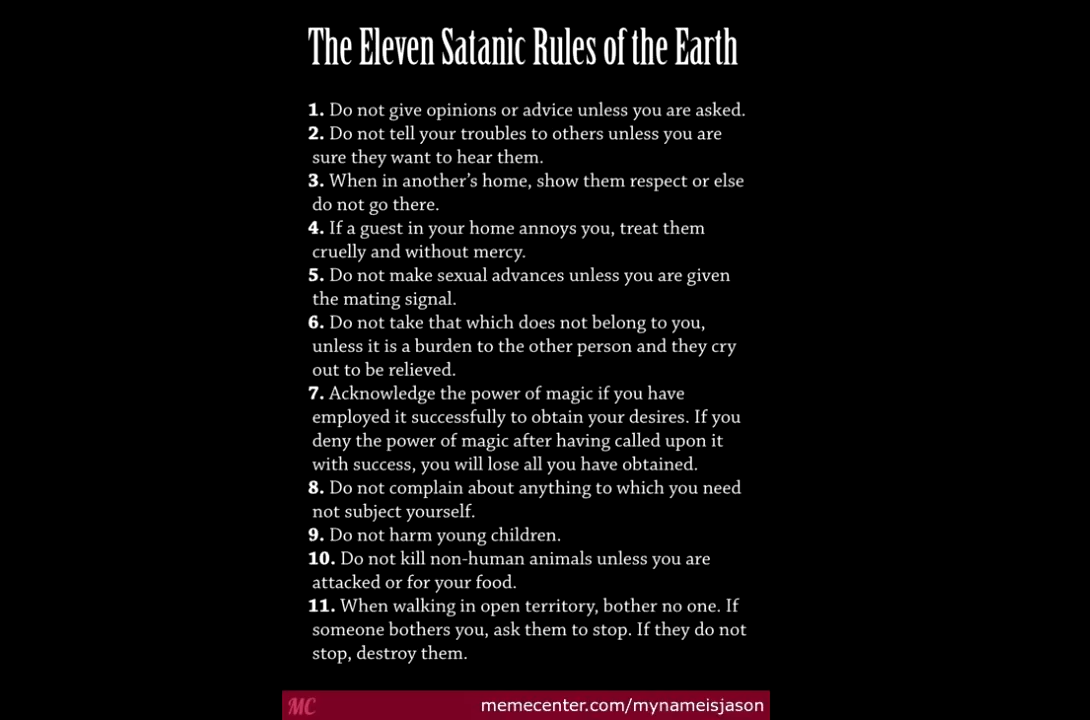 The Eleven Satanic Rules of the Earth
1. Do not give opinions or advice unless you are asked.
2. Do not tell your troubles to others unless you are
sure they want to hear them.
3. When in another’s home, show them respect or else
do not go there.
4. If a guest in your home annoys you, treat them
cruelly and without mercy.
5. Do not make sexual advances unless you are given
the mating signal.
6. Do not take that which does not belong to you,
unless it is a burden to the other person and they cry
out to be relieved.
7. Acknowledge the power of magic if you have
employed it successfully to obtain your desires. If you
deny the power of magic after having called upon it
with success, you will lose all you have obtained.
8. Do not complain about anything to which you need
not subject yourself.
9. Do not harm young children.
10. Do not kill non-human animals unless you are
attacked or for your food.
11. When walking in open territory, bother no one. If
someone bothers you, ask them to stop. If they do not
stop, destroy them.
MC memecenter.com/mynameisjason